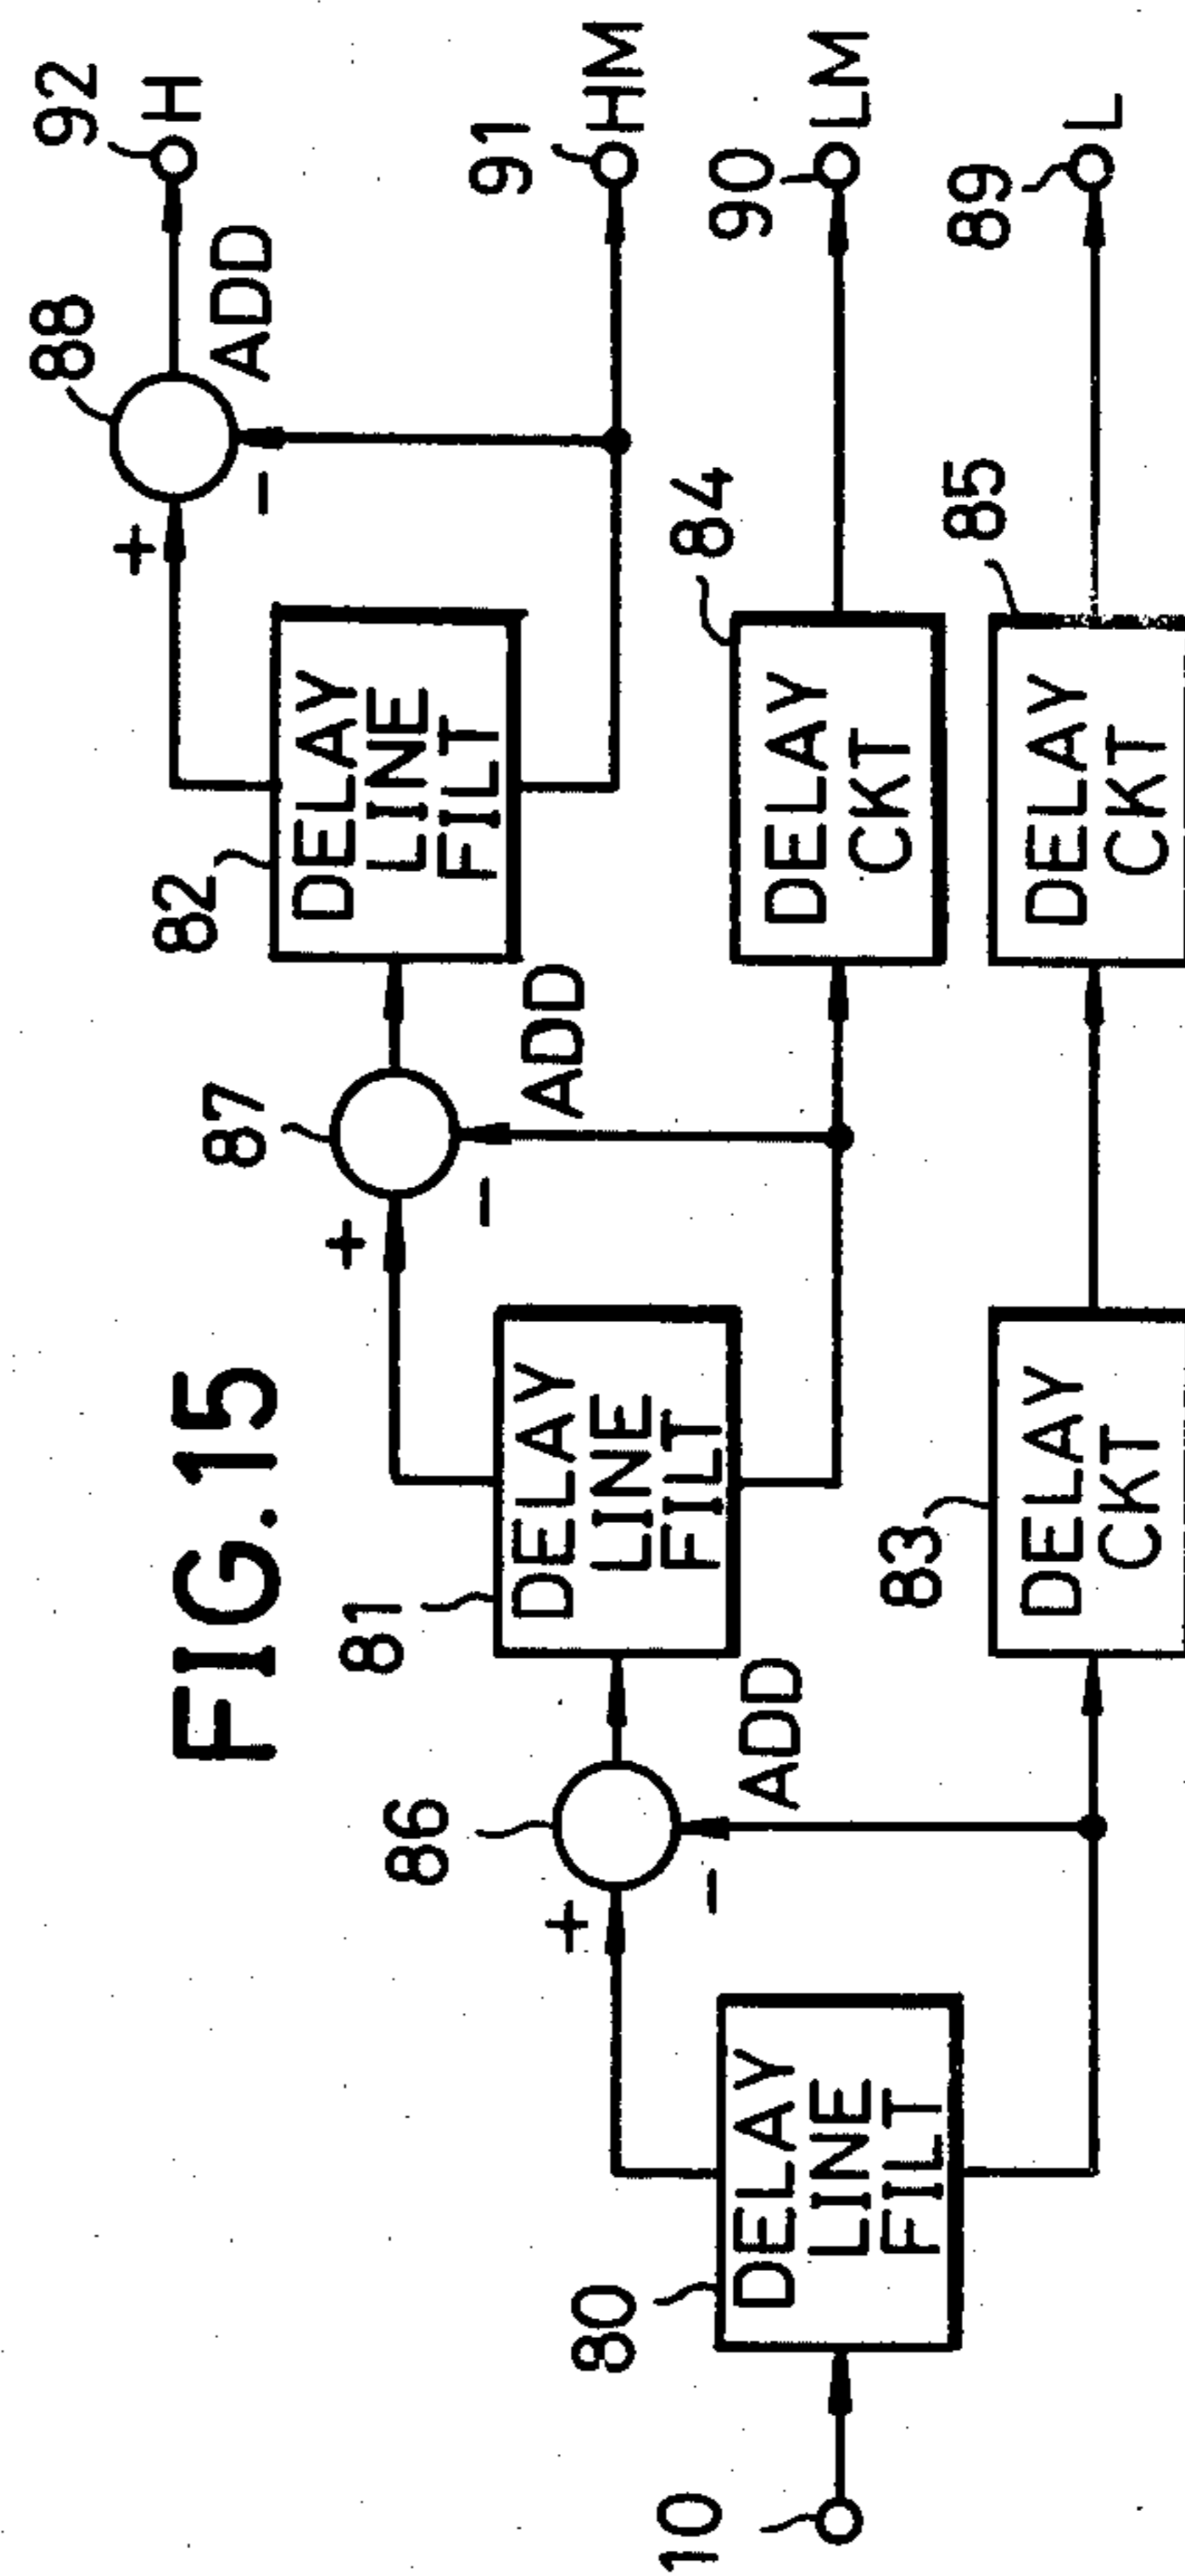 FIG.15
92
H
88
ADD
91
HM
82
DELAY
LINE
FILT
+
-
90
LM
87
ADD
84
DELAY
CKT
89
L
85
DELAY
CKT
81
DELAY
LINE
FILT
+
-
86
ADD
83
DELAY
CKT
+
-
80
DELAY
LINE
FILT
10